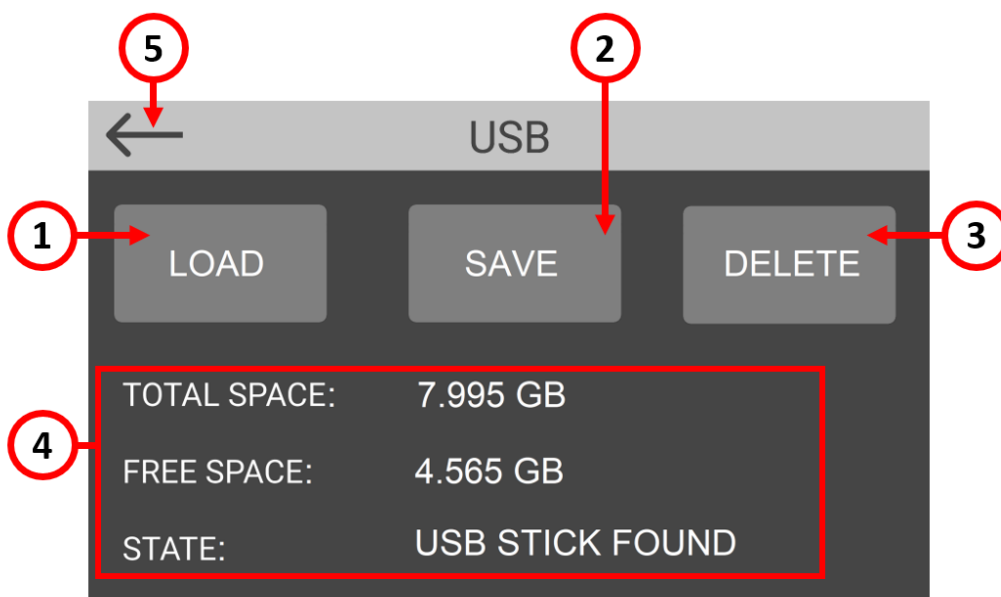 5
2
USB
1
LOAD
SAVE
DELETE
3
4
TOTAL SPACE: 7.995 GB
FREE SPACE: 4.565 GB
STATE: USB STICK FOUND